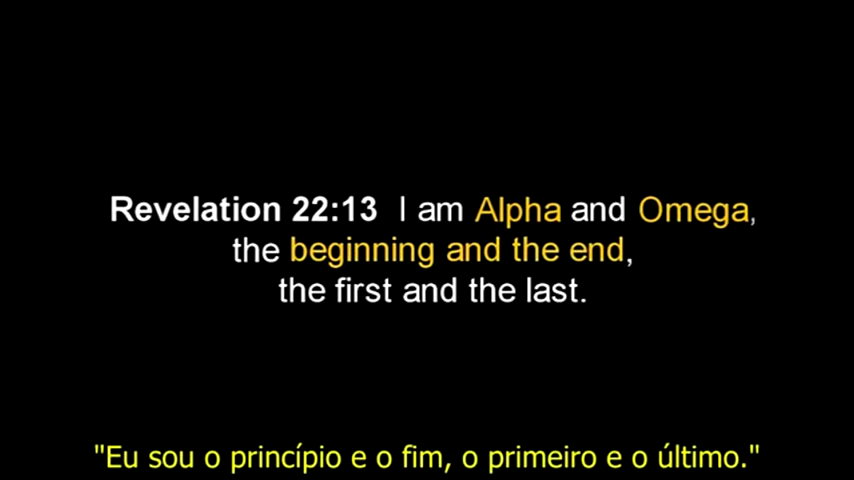 Revelation 22:13 I am Alpha and Omega,
the beginning and the end,
the first and the last.
"Eu sou o princípio e o fim, o primeiro e o último."